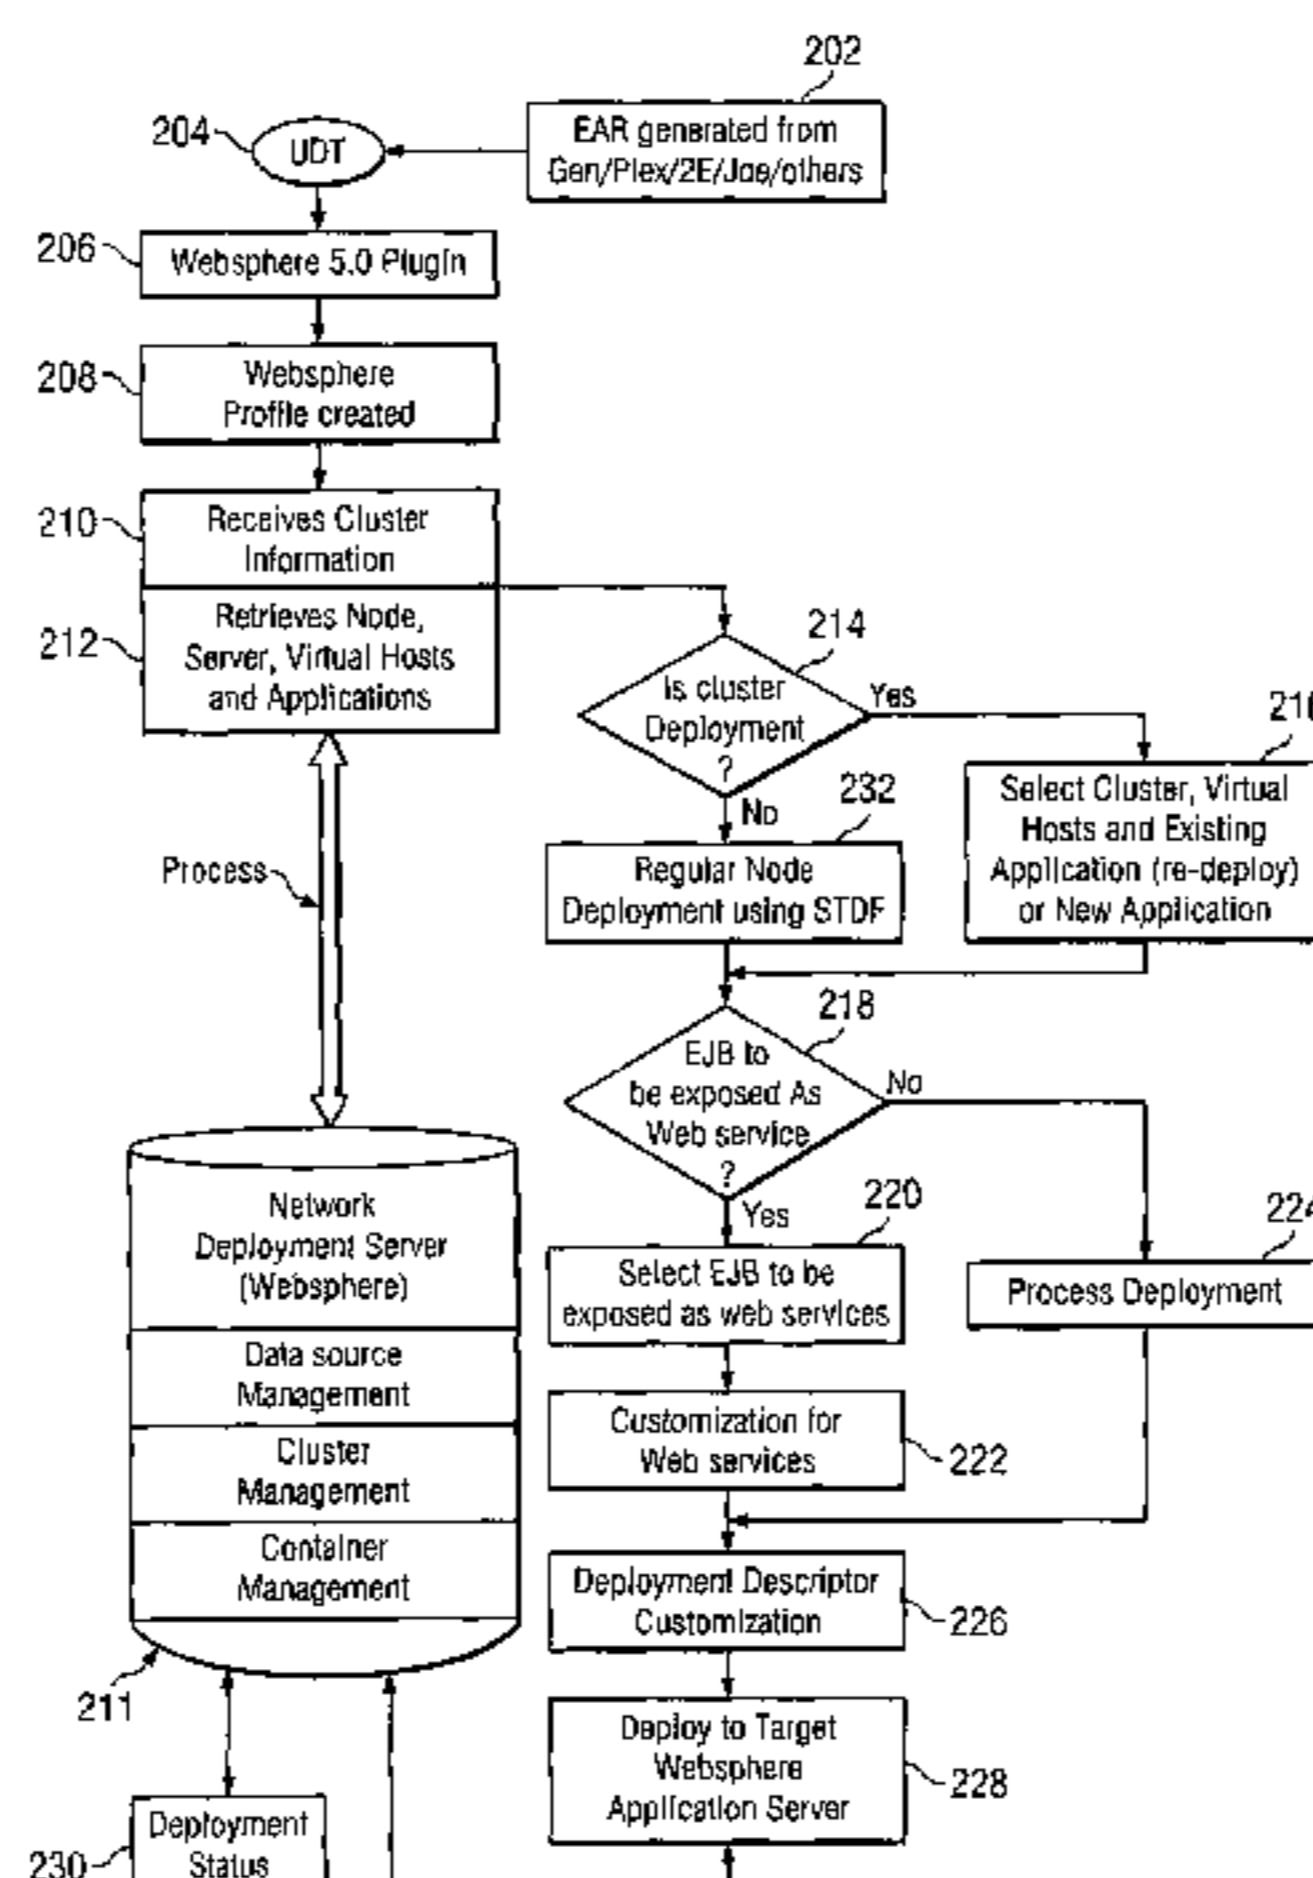 202
EAR generated from
Gen/Plex/2E/Joe/others
204
UDT
206
Websphere 5.0 Plugin
208
Websphere
Profile created
210
Receives Cluster
Information
212
Retrieves Node,
Server, Virtual Hosts
and Applications
214
Is cluster
Deployment
?
Yes
No
216
Select Cluster, Virtual
Hosts and Existing
Application (re-deploy)
or New Application
232
Regular Node
Deployment using STDF
Process
218
EJB to
be exposed As
Web service
?
No
Yes
220
Select EJB to be
exposed as web services
224
Process Deployment
222
Customization for
Web services
226
Deployment Descriptor
Customization
228
Deploy to Target
Websphere
Application Server
Network
Deployment Server
(Websphere)
Data source
Management
Cluster
Management
Container
Management
211
230
Deployment
Status